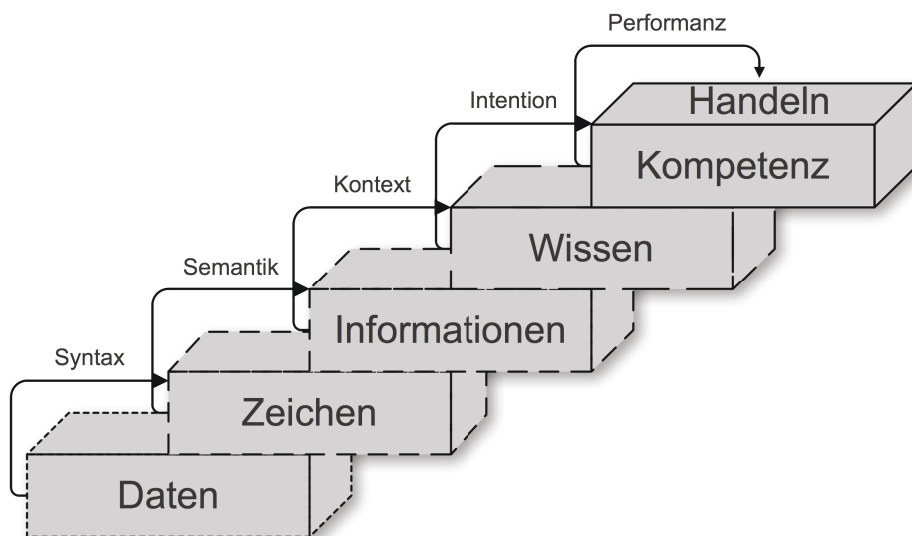 Performanz
Handeln
Intention
Kompetenz
Kontext
Wissen
Semantik
Informationen
Syntax
Zeichen
Daten